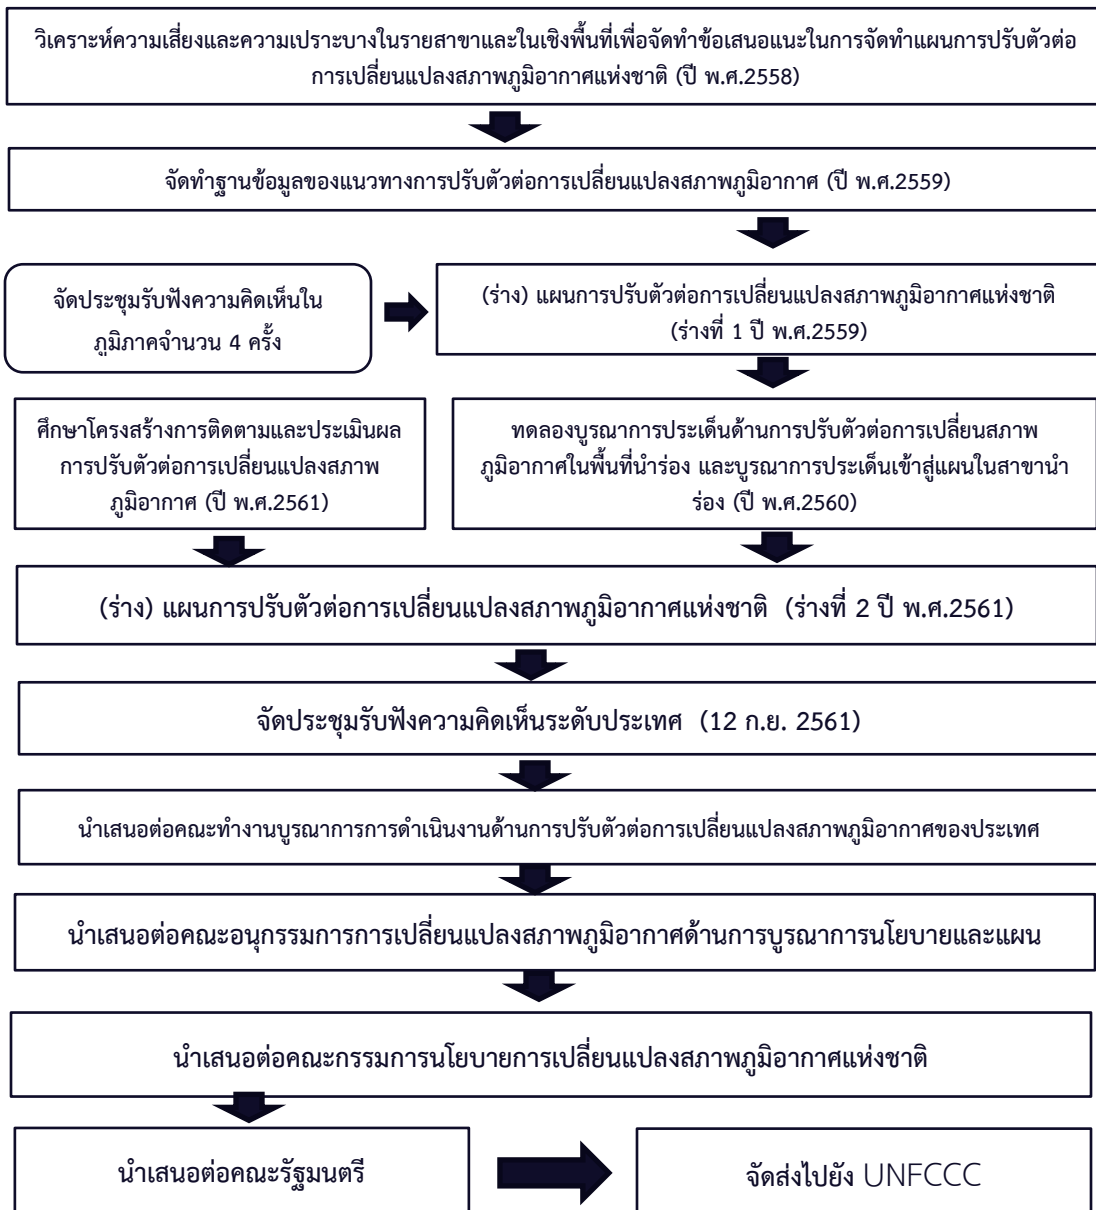 วิเคราะห์ความเสี่ยงและความเปราะบางในรายสาขาและในเชิงพื้นที่เพื่อจัดทำข้อเสนอแนะในการจัดทำแผนการปรับตัวต่อ
การเปลี่ยนแปลงสภาพภูมิอากาศแห่งชาติ (ปี พ.ศ.2558)
จัดทำฐานข้อมูลของแนวทางการปรับตัวต่อการเปลี่ยนแปลงสภาพภูมิอากาศ (ปี พ.ศ.2559)
จัดประชุมรับฟังความคิดเห็นใน
ภูมิภาคจำนวน 4 ครั้ง
(ร่าง) แผนการปรับตัวต่อการเปลี่ยนแปลงสภาพภูมิอากาศแห่งชาติ
(ร่างที่ 1 ปี พ.ศ.2559)
ศึกษาโครงสร้างการติดตามและประเมินผล
การปรับตัวต่อการเปลี่ยนแปลงสภาพ
ภูมิอากาศ (ปี พ.ศ.2561)
ทดลองบูรณาการประเด็นด้านการปรับตัวต่อการเปลี่ยนสภาพ
ภูมิอากาศในพื้นที่นำร่อง และบูรณาการประเด็นเข้าสู่แผนในสาขานำ
ร่อง (ปี พ.ศ.2560)
(ร่าง) แผนการปรับตัวต่อการเปลี่ยนแปลงสภาพภูมิอากาศแห่งชาติ (ร่างที่ 2 ปี พ.ศ.2561)
จัดประชุมรับฟังความคิดเห็นระดับประเทศ (12 ก.ย. 2561)
นำเสนอต่อคณะทำงานบูรณาการการดำเนินงานด้านการปรับตัวต่อการเปลี่ยนแปลงสภาพภูมิอากาศของประเทศ
นำเสนอต่อคณะอนุกรรมการการเปลี่ยนแปลงสภาพภูมิอากาศด้านการบูรณาการนโยบายและแผน
นำเสนอต่อคณะกรรมการนโยบายการเปลี่ยนแปลงสภาพภูมิอากาศแห่งชาติ
นำเสนอต่อคณะรัฐมนตรี
จัดส่งไปยัง UNFCCC